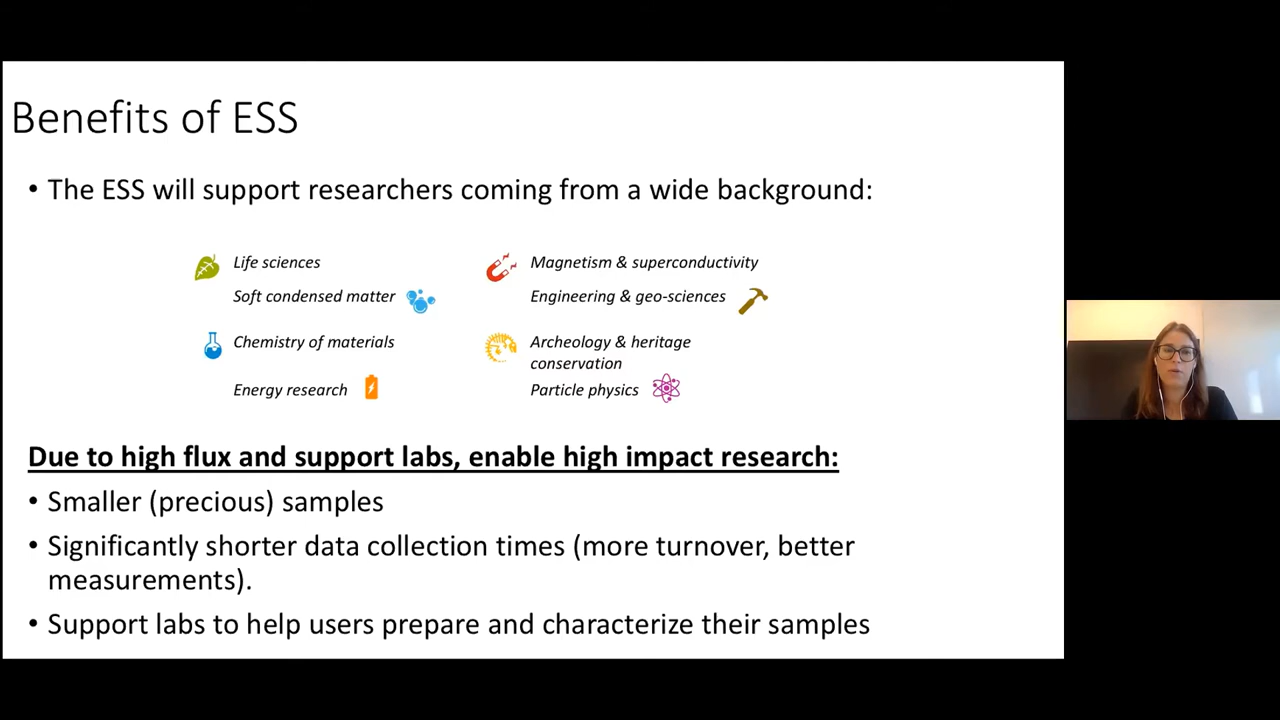 Benefits of ESS
• The ESS will support researchers coming from a wide background:
Life sciences
Soft condensed matter
Chemistry of materials
Energy research
Magnetism & superconductivity
Engineering & geo-sciences
Archeology & heritage
conservation
Particle physics
Due to high flux and support labs, enable high impact research:
• Smaller (precious) samples
• Significantly shorter data collection times (more turnover, better
measurements).
• Support labs to help users prepare and characterize their samples